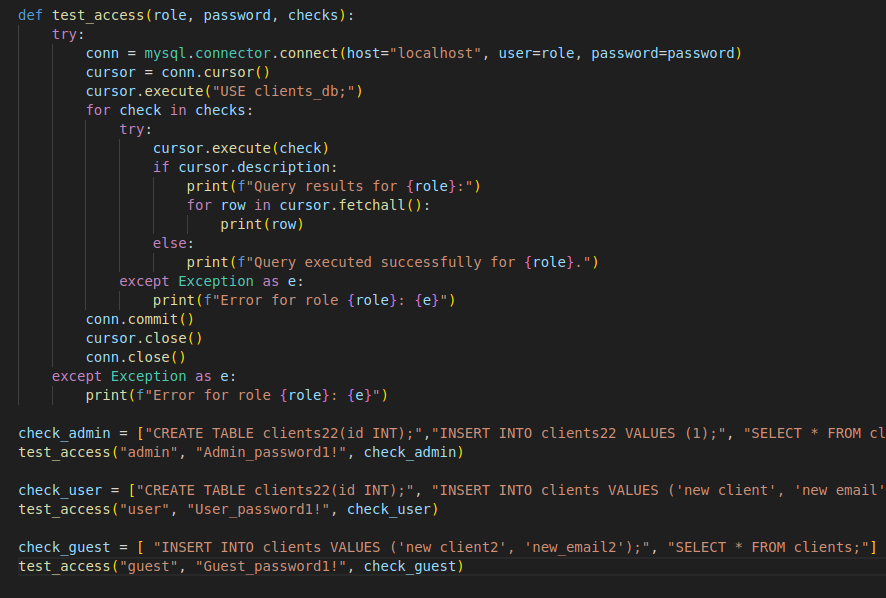 def test_access(role, password, checks):
    try:
        conn = mysql.connector.connect(host="localhost", user=role, password=password)
        cursor = conn.cursor()
        cursor.execute("USE clients_db;")
        for check in checks:
            try:
                cursor.execute(check)
                if cursor.description:
                    print(f"Query results for {role}:")
                    for row in cursor.fetchall():
                        print(row)
                else:
                    print(f"Query executed successfully for {role}.")
            except Exception as e:
                print(f"Error for role {role}: {e}")
        conn.commit()
        cursor.close()
        conn.close()
    except Exception as e:
        print(f"Error for role {role}: {e}")

check_admin = ["CREATE TABLE clients22(id INT);","INSERT INTO clients22 VALUES (1);", "SELECT * FROM cl
test_access("admin", "Admin_password1!", check_admin)

check_user = ["CREATE TABLE clients22(id INT);", "INSERT INTO clients VALUES ('new client', 'new email'
test_access("user", "User_password1!", check_user)

check_guest = [ "INSERT INTO clients VALUES ('new client2', 'new_email2');", "SELECT * FROM clients;"]
test_access("guest", "Guest_password1!", check_guest)